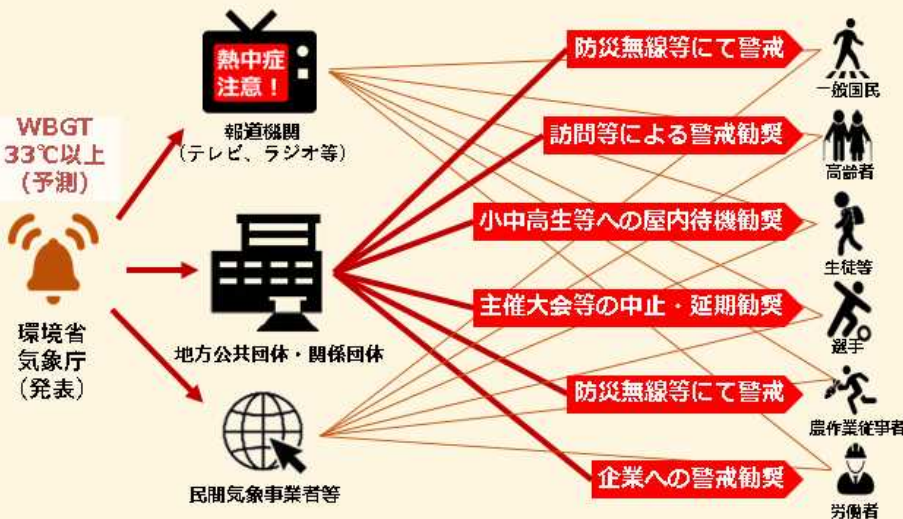 WBGT
33℃以上
(予測)
環境省
気象庁
(発表)
熱中症
注意！
報道機関
(テレビ、ラジオ等)
地方公共団体・関係団体
民間気象事業者等
防災無線等にて警戒
訪問等による警戒勧奨
小中高生等への屋内待機勧奨
主催大会等の中止・延期勧奨
防災無線等にて警戒
企業への警戒勧奨
一般国民
高齢者
生徒等
選手
農作業従事者
労働者